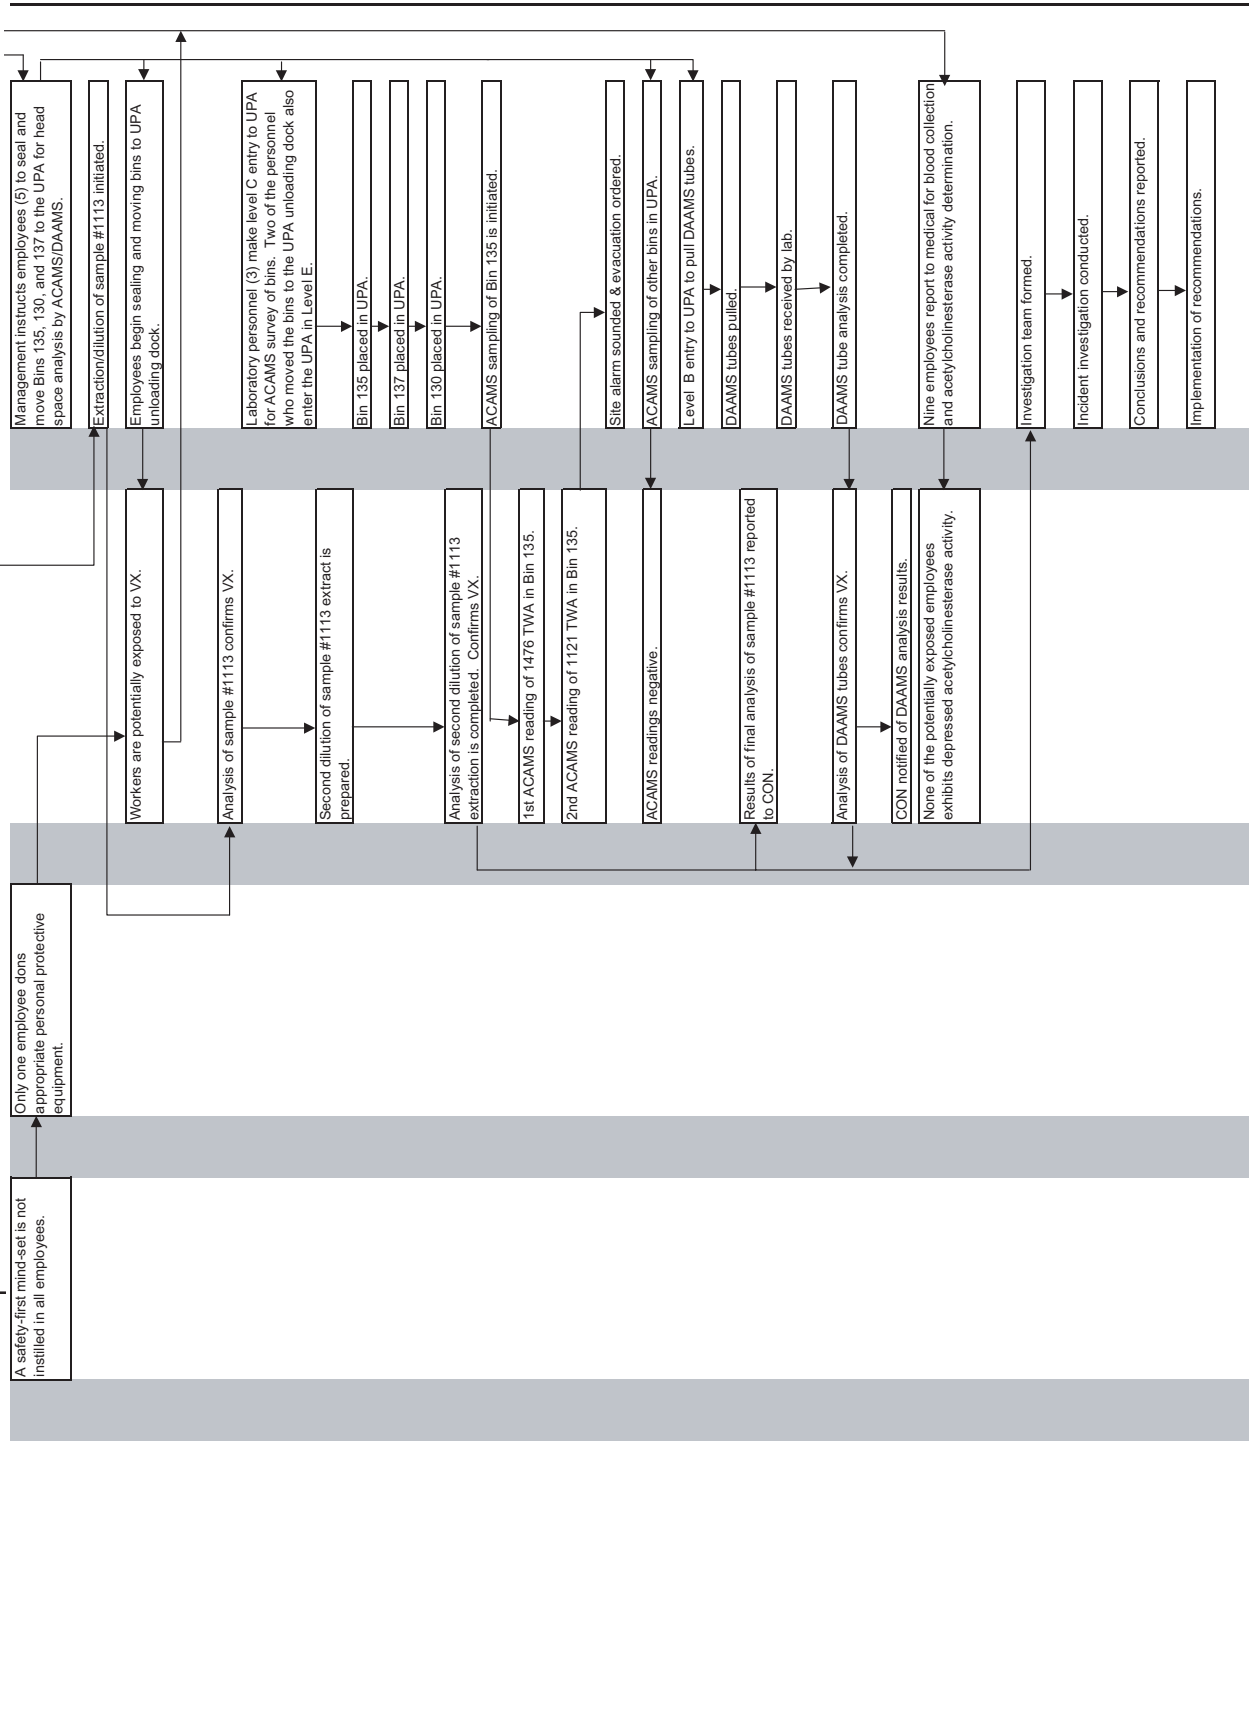 Management instructs employees (5) to seal and
move Bins 135, 130, and 137 to the UPA for head
space analysis by ACAMS/DAAMS.
Extraction/dilution of sample #1113 initiated.
Employees begin sealing and moving bins to UPA
unloading dock.
Laboratory personnel (3) make level C entry to UPA
for ACAMS survey of bins. Two of the personnel
who moved the bins to the UPA unloading dock also
enter the UPA in Level E.
Bin 135 placed in UPA.
Bin 137 placed in UPA.
Bin 130 placed in UPA.
ACAMS sampling of Bin 135 is initiated.
Site alarm sounded & evacuation ordered.
ACAMS sampling of other bins in UPA.
Level B entry to UPA to pull DAAMS tubes.
DAAMS tubes pulled.
DAAMS tubes received by lab.
DAAMS tube analysis completed.
Nine employees report to medical for blood collection
and acetylcholinesterase activity determination.
Investigation team formed.
Incident investigation conducted.
Conclusions and recommendations reported.
Implementation of recommendations.
Workers are potentially exposed to VX.
Analysis of sample #1113 confirms VX.
Second dilution of sample #1113 extract is
prepared.
Analysis of second dilution of sample #1113
extraction is completed. Confirms VX.
1st ACAMS reading of 1476 TWA in Bin 135.
2nd ACAMS reading of 1121 TWA in Bin 135.
ACAMS readings negative.
Results of final analysis of sample #1113 reported
to CON.
Analysis of DAAMS tubes confirms VX.
CON notified of DAAMS analysis results.
None of the potentially exposed employees
exhibits depressed acetylcholinesterase activity.
Only one employee dons
appropriate personal protective
equipment.
A safety-first mind-set is not
instilled in all employees.